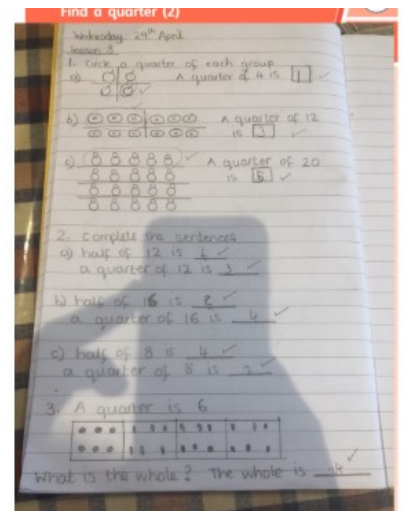 Find a quarter (2)
Wednesday 29th April
Lesson 3
1. Circle a quarter of each group
a) A quarter of 4 is 1
b) A quarter of 12
is 3
c) A quarter of 20
is 5
2. Complete the sentences
a) half of 12 is 6
a quarter of 12 is 3
b) half of 16 is 8
a quarter of 16 is 4
c) half of 8 is 4
a quarter of 8 is 2
3. A quarter is 6
What is the whole? The whole is 24